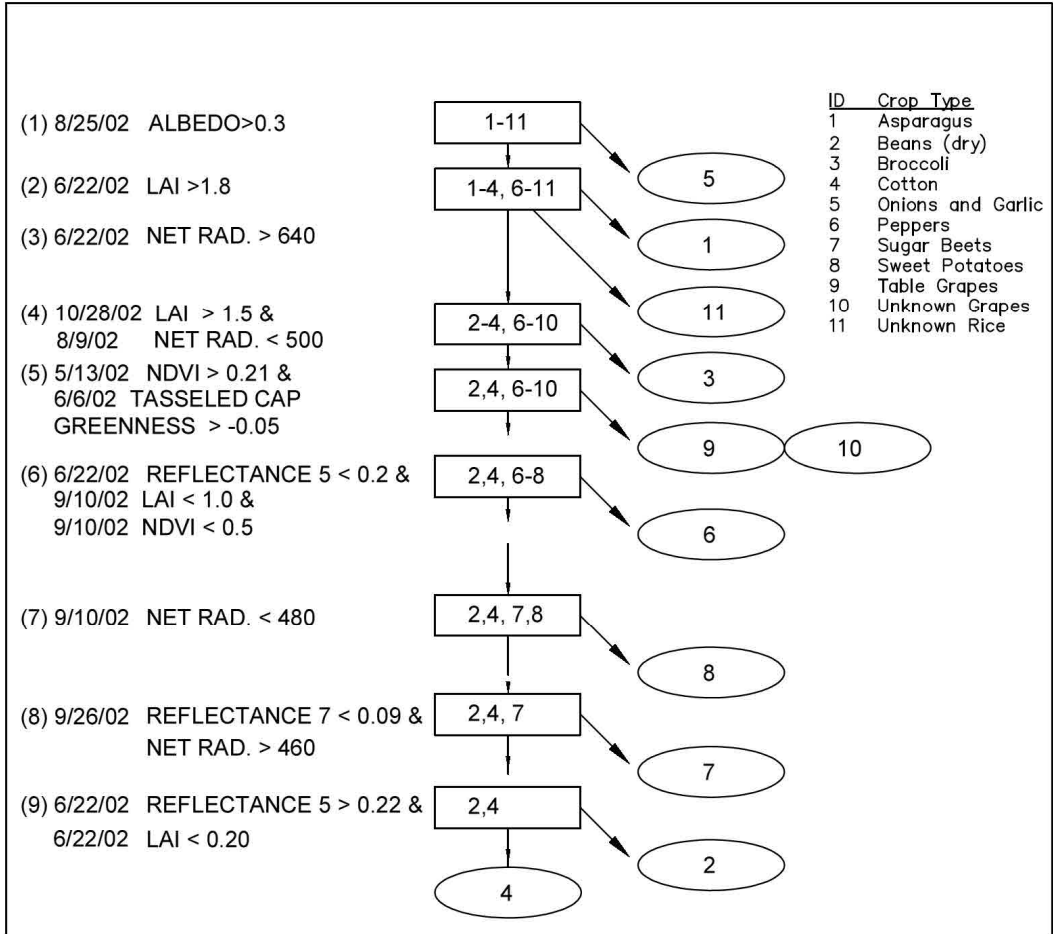 (1) 8/25/02 ALBEDO>0.3
1-11
5
(2) 6/22/02 LAI >1.8
1-4, 6-11
1
(3) 6/22/02 NET RAD. > 640
11
(4) 10/28/02 LAI > 1.5 &
8/9/02 NET RAD. < 500
2-4, 6-10
3
(5) 5/13/02 NDVI > 0.21 &
6/6/02 TASSELED CAP
GREENNESS > -0.05
2,4, 6-10
9
10
(6) 6/22/02 REFLECTANCE 5 < 0.2 &
9/10/02 LAI < 1.0 &
9/10/02 NDVI < 0.5
2,4, 6-8
6
(7) 9/10/02 NET RAD. < 480
2,4, 7,8
8
(8) 9/26/02 REFLECTANCE 7 < 0.09 &
NET RAD. > 460
2,4, 7
7
(9) 6/22/02 REFLECTANCE 5 > 0.22 &
6/22/02 LAI < 0.20
2,4
2
4
ID Crop Type
1 Asparagus
2 Beans (dry)
3 Broccoli
4 Cotton
5 Onions and Garlic
6 Peppers
7 Sugar Beets
8 Sweet Potatoes
9 Table Grapes
10 Unknown Grapes
11 Unknown Rice